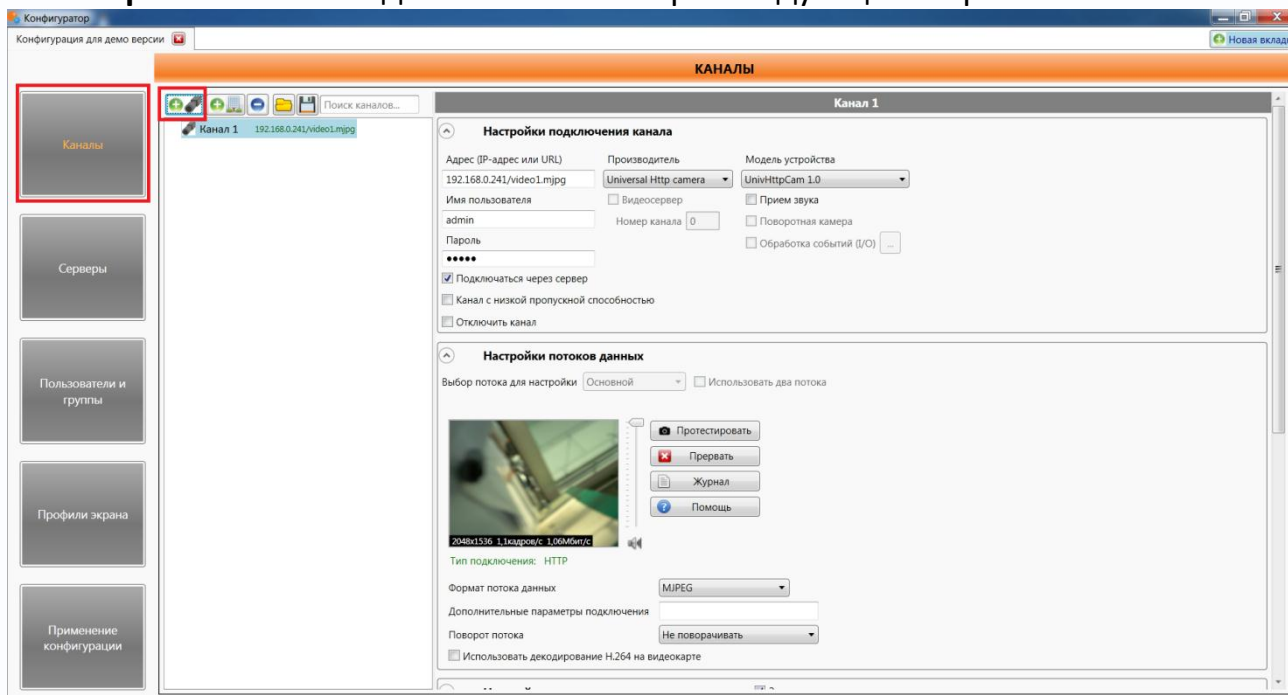 Конфигуратор
Конфигурация для демо версии
Новая вклад
КАНАЛЫ
Каналы
Серверы
Пользователи и
группы
Профили экрана
Применение
конфигурации
Поиск каналов...
Канал 1 192.168.0.241/video1.mjpg
Канал 1
Настройки подключения канала
Адрес (IP-адрес или URL) Производитель Модель устройства
192.168.0.241/video1.mjpg Universal Http camera UnivHttpCam 1.0
Имя пользователя Видеосервер Прием звука
admin Номер канала 0 Поворотная камера
Пароль Обработка событий (I/O) ...
•••••
Подключаться через сервер
Канал с низкой пропускной способностью
Отключить канал
Настройки потоков данных
Выбор потока для настройки Основной Использовать два потока
Протестировать
Прервать
Журнал
Помощь
2048x1536 1,1кадров/с 1,06Мбит/с
Тип подключения: HTTP
Формат потока данных MJPEG
Дополнительные параметры подключения
Поворот потока Не поворачивать
Использовать декодирование H.264 на видеокарте